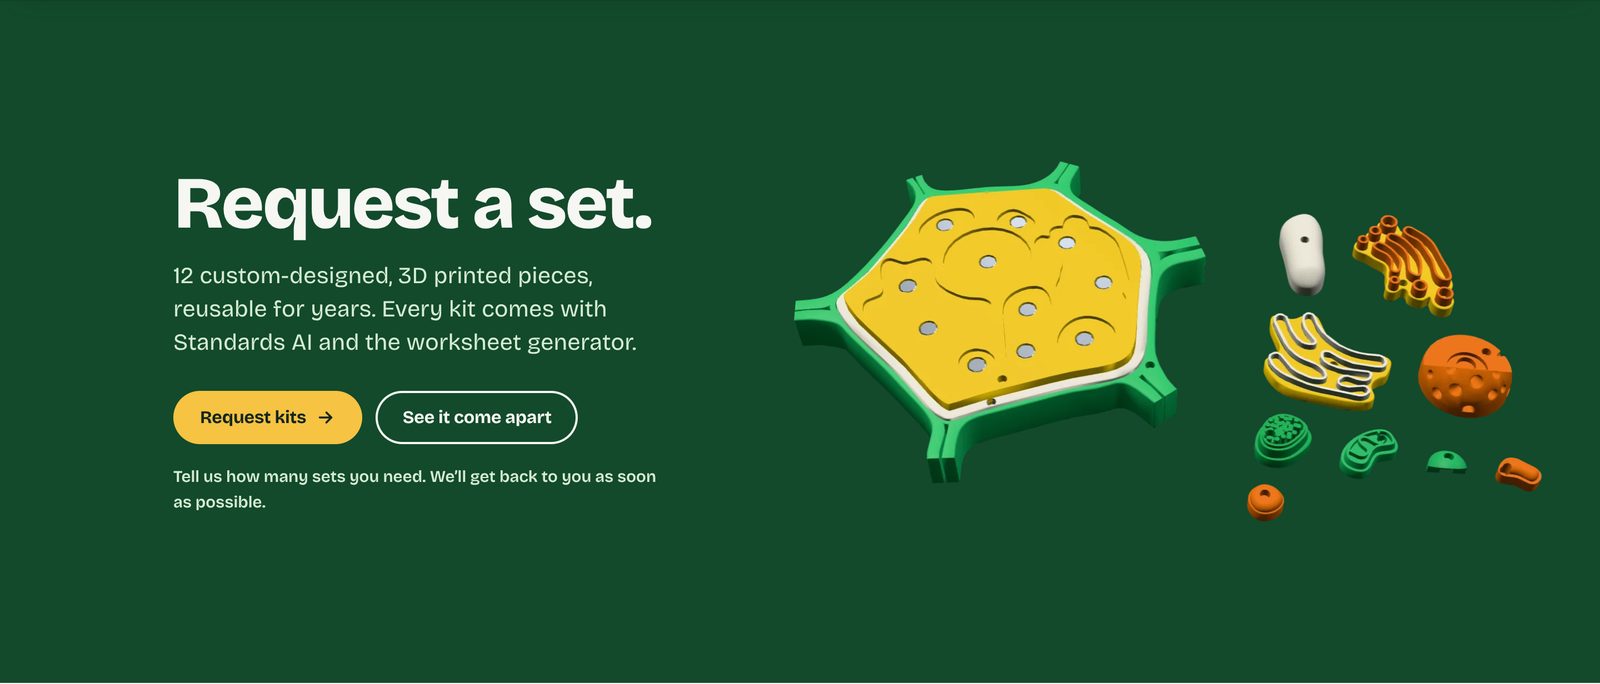 Request a set.
12 custom-designed, 3D printed pieces,
reusable for years. Every kit comes with
Standards AI and the worksheet generator.
Request kits →
See it come apart
Tell us how many sets you need. We'll get back to you as soon
as possible.